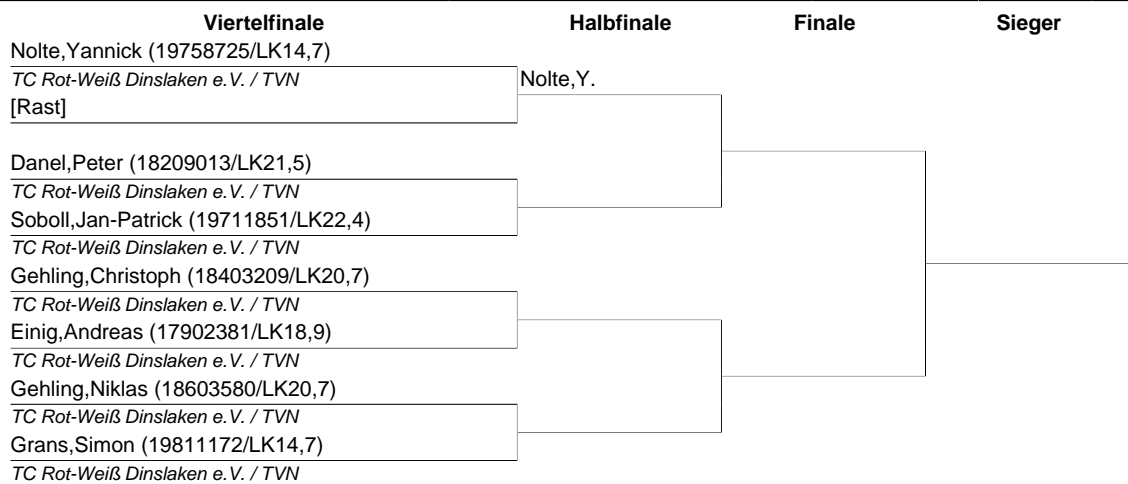 Viertelfinale Halbfinale Finale Sieger
Nolte,Yannick (19758725/LK14,7)
TC Rot-Weiß Dinslaken e.V. / TVN
Nolte,Y.
[Rast]
Danel,Peter (18209013/LK21,5)
TC Rot-Weiß Dinslaken e.V. / TVN
Soboll,Jan-Patrick (19711851/LK22,4)
TC Rot-Weiß Dinslaken e.V. / TVN
Gehling,Christoph (18403209/LK20,7)
TC Rot-Weiß Dinslaken e.V. / TVN
Einig,Andreas (17902381/LK18,9)
TC Rot-Weiß Dinslaken e.V. / TVN
Gehling,Niklas (18603580/LK20,7)
TC Rot-Weiß Dinslaken e.V. / TVN
Grans,Simon (19811172/LK14,7)
TC Rot-Weiß Dinslaken e.V. / TVN